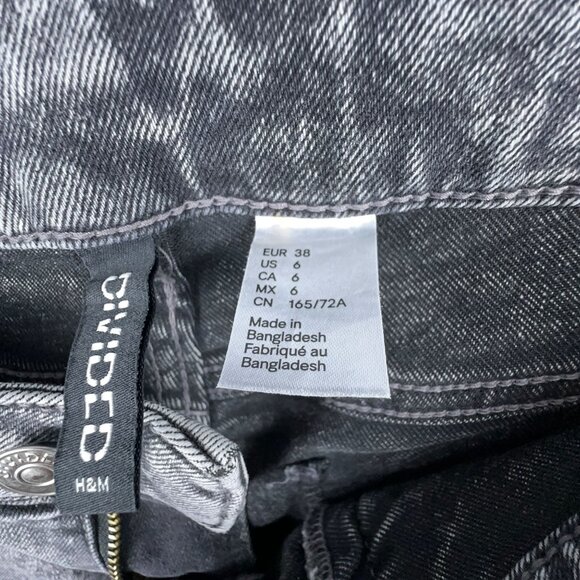 EUR 38
US 6
CA 6
MX 6
CN 165/72A
Made in
Bangladesh
Fabriqué au
Bangladesh
DIVIDED
H&M